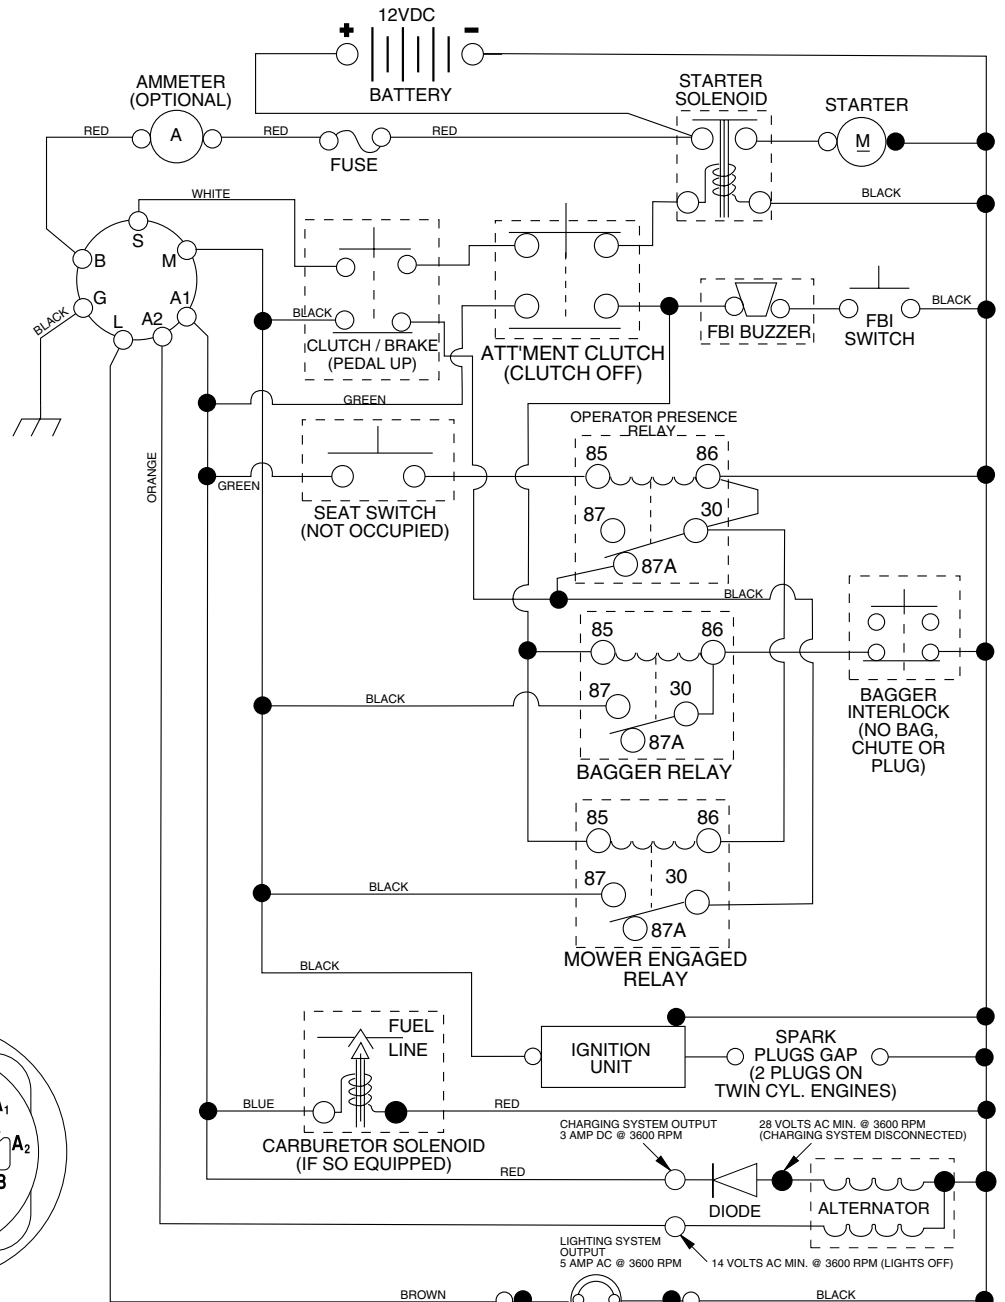 12VDC
+
-
BATTERY
AMMETER
(OPTIONAL)
STARTER
SOLENOID
STARTER
RED
A
RED
FUSE
RED
M
WHITE
BLACK
S
B
M
G
A1
L
A2
BLACK
BLACK
CLUTCH / BRAKE
(PEDAL UP)
ATT'MENT CLUTCH
(CLUTCH OFF)
FBI BUZZER
FBI
SWITCH
BLACK
GREEN
OPERATOR PRESENCE
RELAY
ORANGE
GREEN
SEAT SWITCH
(NOT OCCUPIED)
85
86
87
30
87A
BLACK
85
86
87
30
87A
BAGGER RELAY
BLACK
BAGGER
INTERLOCK
(NO BAG,
CHUTE OR
PLUG)
85
86
87
30
87A
MOWER ENGAGED
RELAY
BLACK
BLACK
FUEL
LINE
IGNITION
UNIT
SPARK
PLUGS GAP
(2 PLUGS ON
TWIN CYL. ENGINES)
BLUE
RED
CARBURETOR SOLENOID
(IF SO EQUIPPED)
CHARGING SYSTEM OUTPUT
3 AMP DC @ 3600 RPM
28 VOLTS AC MIN. @ 3600 RPM
(CHARGING SYSTEM DISCONNECTED)
RED
DIODE
ALTERNATOR
LIGHTING SYSTEM
OUTPUT
5 AMP AC @ 3600 RPM
14 VOLTS AC MIN. @ 3600 RPM (LIGHTS OFF)
BROWN
BLACK
A2